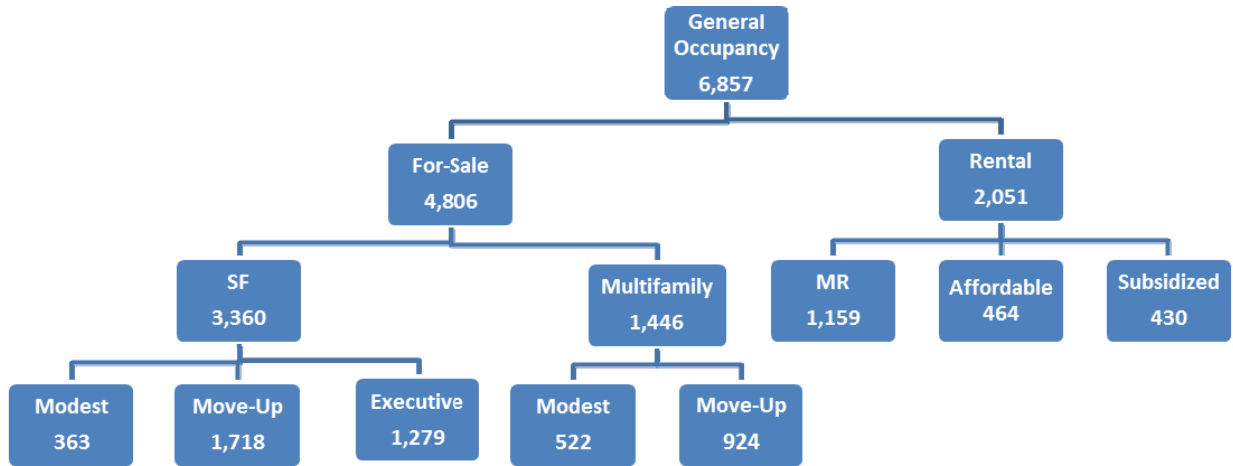 General
Occupancy
6,857
For-Sale
4,806
Rental
2,051
SF
3,360
Multifamily
1,446
MR
1,159
Affordable
464
Subsidized
430
Modest
363
Move-Up
1,718
Executive
1,279
Modest
522
Move-Up
924